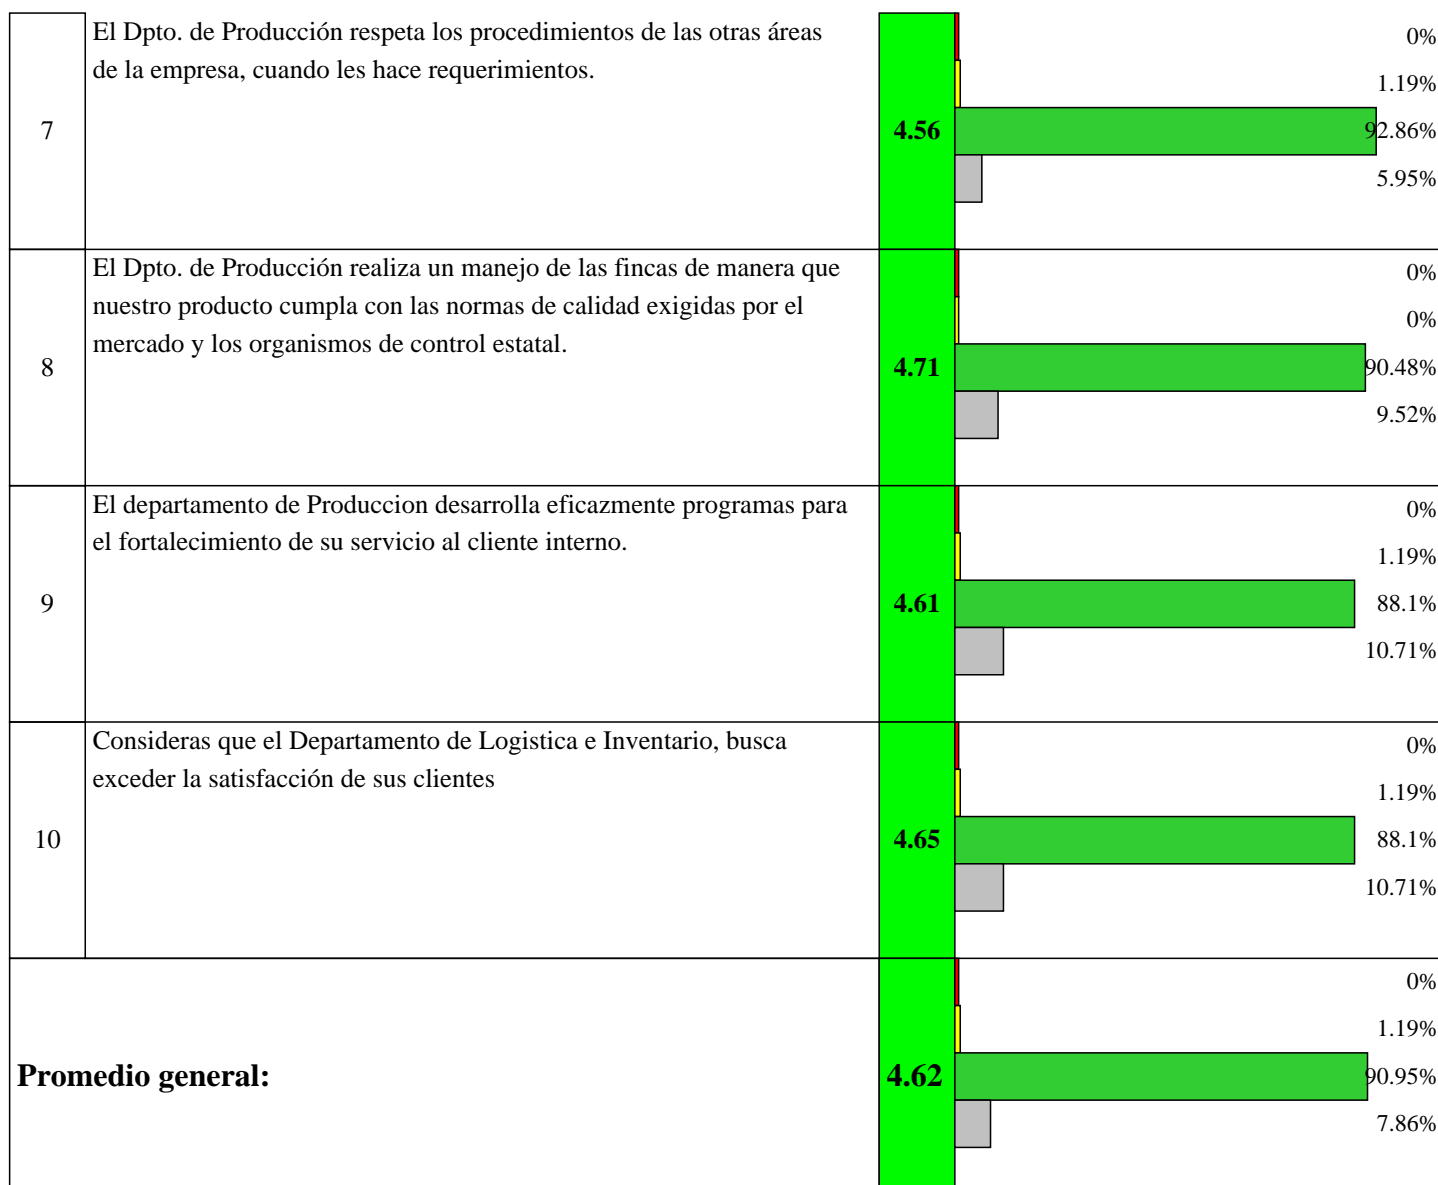 El Dpto. de Producción respeta los procedimientos de las otras áreas
de la empresa, cuando les hace requerimientos.
7
4.56
0%
1.19%
92.86%
5.95%
El Dpto. de Producción realiza un manejo de las fincas de manera que
nuestro producto cumpla con las normas de calidad exigidas por el
mercado y los organismos de control estatal.
8
4.71
0%
0%
90.48%
9.52%
El departamento de Produccion desarrolla eficazmente programas para
el fortalecimiento de su servicio al cliente interno.
9
4.61
0%
1.19%
88.1%
10.71%
Consideras que el Departamento de Logistica e Inventario, busca
exceder la satisfacción de sus clientes
10
4.65
0%
1.19%
88.1%
10.71%
Promedio general:
4.62
0%
1.19%
90.95%
7.86%